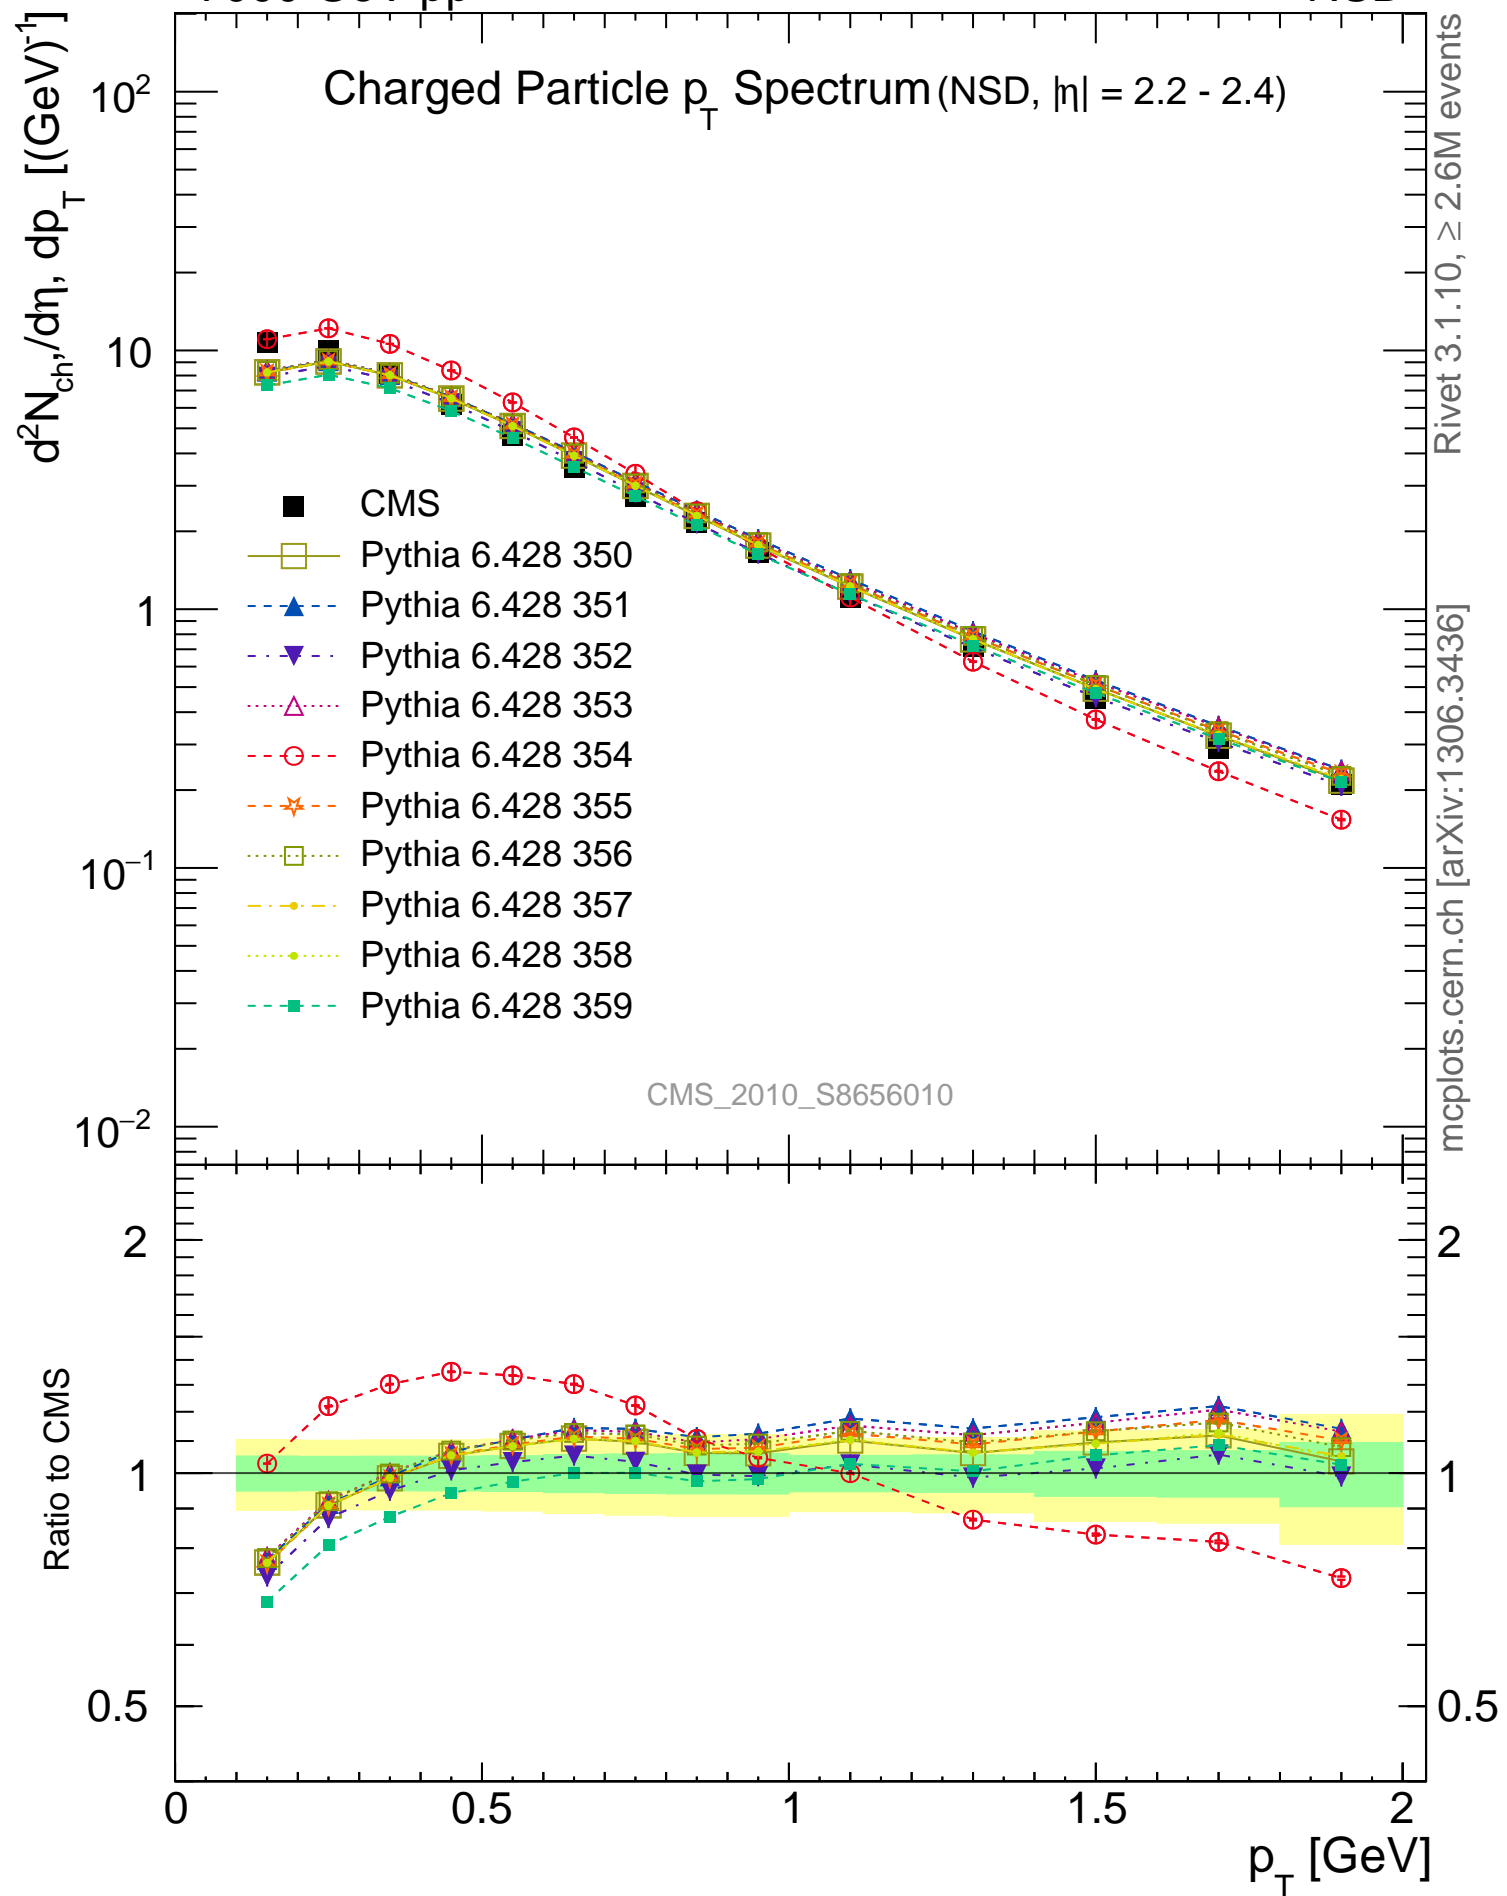 Charged Particle p_T Spectrum (NSD, |η| = 2.2 - 2.4)
d²N_ch,/dη, dp_T [(GeV)⁻¹]
10²
10
1
10⁻¹
10⁻²
CMS
Pythia 6.428 350
Pythia 6.428 351
Pythia 6.428 352
Pythia 6.428 353
Pythia 6.428 354
Pythia 6.428 355
Pythia 6.428 356
Pythia 6.428 357
Pythia 6.428 358
Pythia 6.428 359
CMS_2010_S8656010
Rivet 3.1.10, ≥ 2.6M events
mcplots.cern.ch [arXiv:1306.3436]
Ratio to CMS
2
1
0.5
2
1
0.5
0 0.5 1 1.5 2
p_T [GeV]